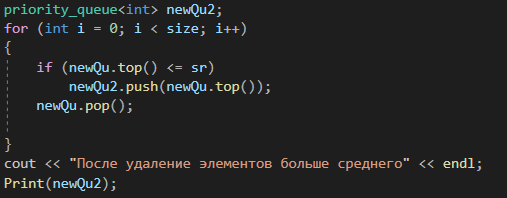 priority_queue<int> newQu2;
for (int i = 0; i < size; i++)
{
if (newQu.top() <= sr)
newQu2.push(newQu.top());
newQu.pop();
}
cout << "После удаление элементов больше среднего" << endl;
Print(newQu2);